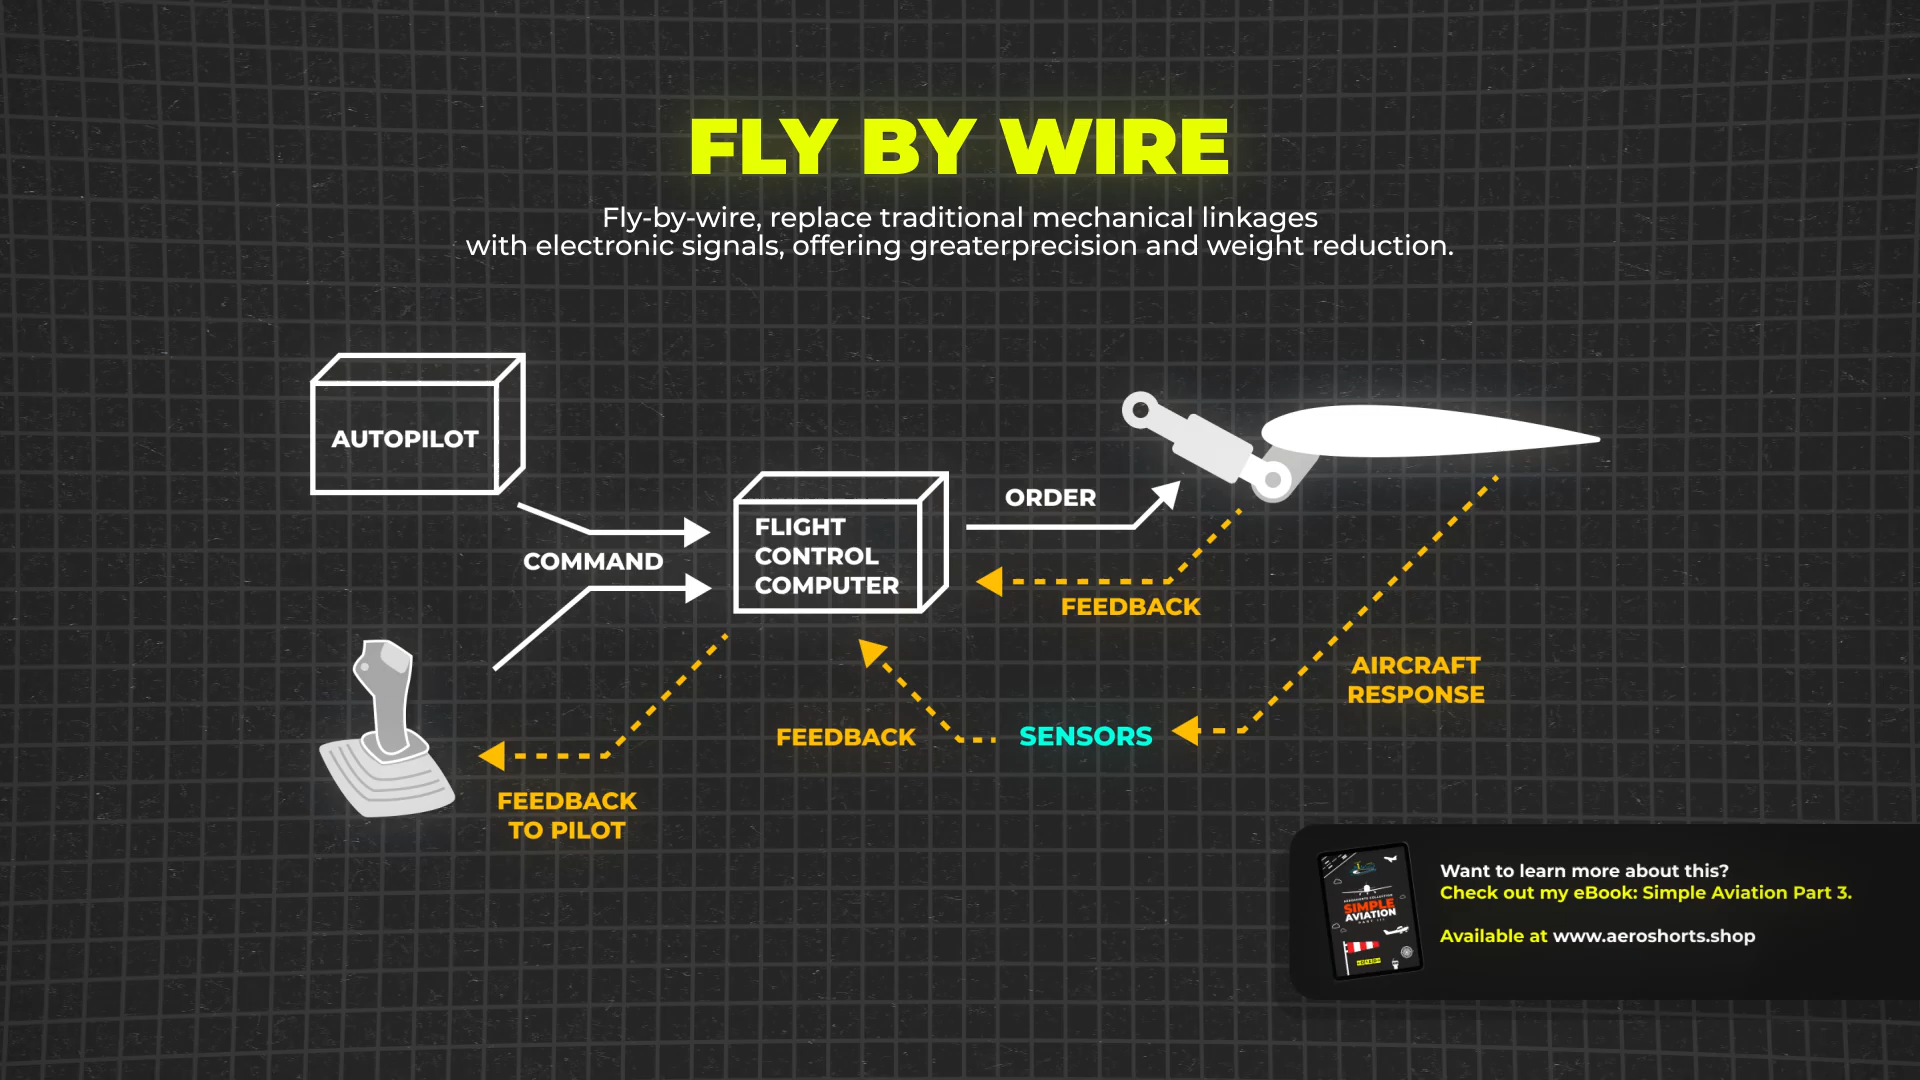 FLY BY WIRE
Fly-by-wire, replace traditional mechanical linkages
with electronic signals, offering greaterprecision and weight reduction.
AUTOPILOT
COMMAND
FLIGHT
CONTROL
COMPUTER
ORDER
FEEDBACK
AIRCRAFT
RESPONSE
SENSORS
FEEDBACK
FEEDBACK
TO PILOT
Want to learn more about this?
Check out my eBook: Simple Aviation Part 3.
Available at www.aeroshorts.shop
SIMPLE
AVIATION